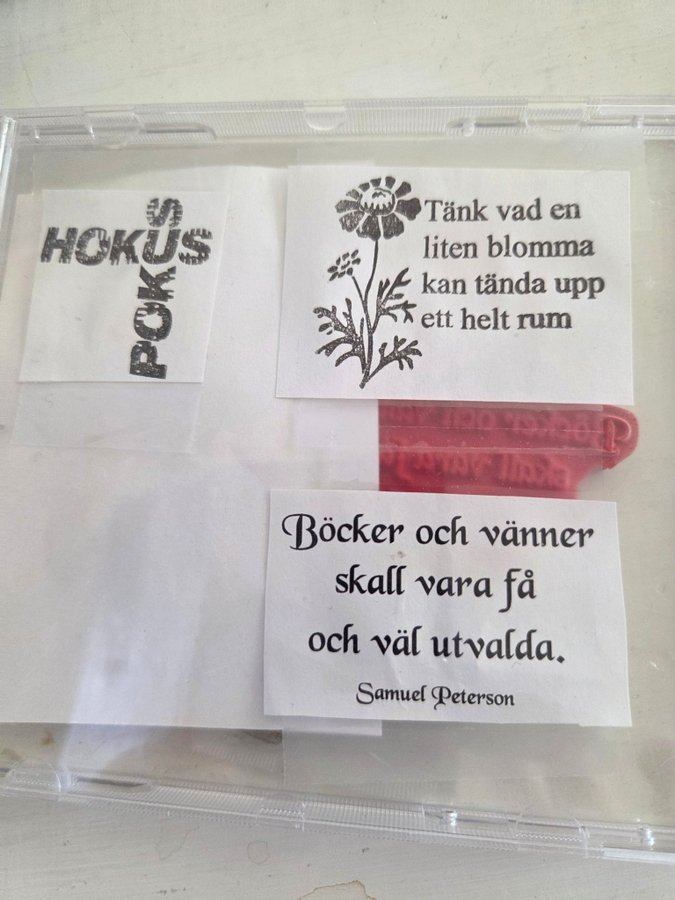 HOKUS
POKUS
Tänk vad en
liten blomma
kan tända upp
ett helt rum
Böcker och vänner
skall vara få
och väl utvalda.
Samuel Peterson